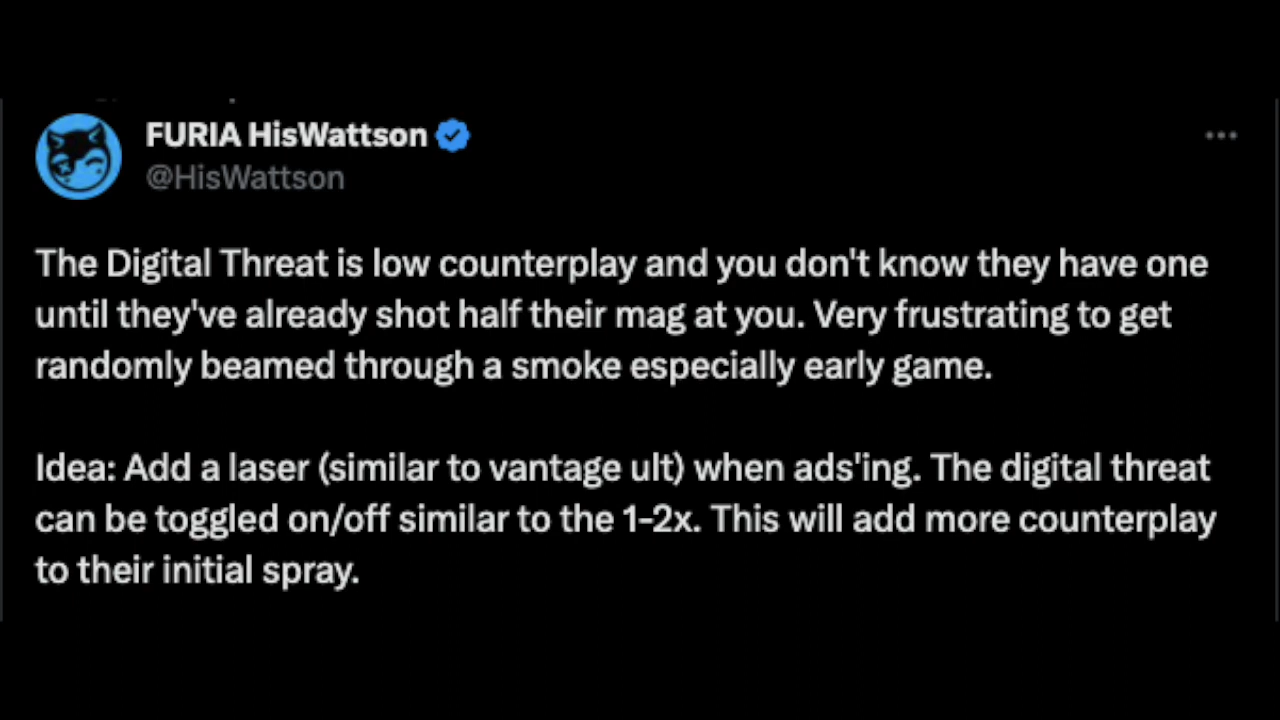 FURIA HisWattson
@HisWattson
The Digital Threat is low counterplay and you don't know they have one
until they've already shot half their mag at you. Very frustrating to get
randomly beamed through a smoke especially early game.
Idea: Add a laser (similar to vantage ult) when ads'ing. The digital threat
can be toggled on/off similar to the 1-2x. This will add more counterplay
to their initial spray.